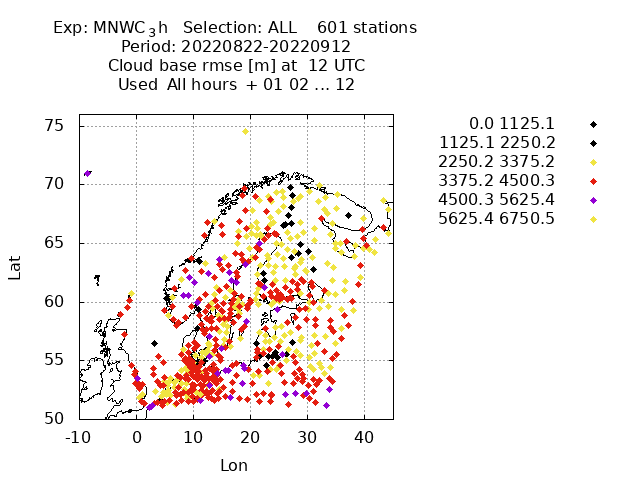 Exp: MNWC₃h Selection: ALL 601 stations
Period: 20220822-20220912
Cloud base rmse [m] at 12 UTC
Used All hours + 01 02 ... 12
0.0 1125.1
1125.1 2250.2
2250.2 3375.2
3375.2 4500.3
4500.3 5625.4
5625.4 6750.5
75
70
65
60
55
50
Lat
-10 0 10 20 30 40
Lon